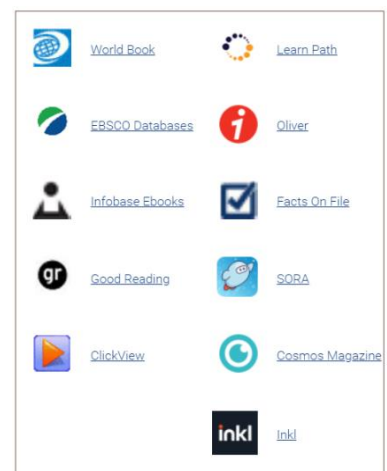 World Book
Learn Path
EBSCO Databases
i
Oliver
Infobase Ebooks
Facts On File
gr
Good Reading
SORA
ClickView
Cosmos Magazine
inkl
Inkl